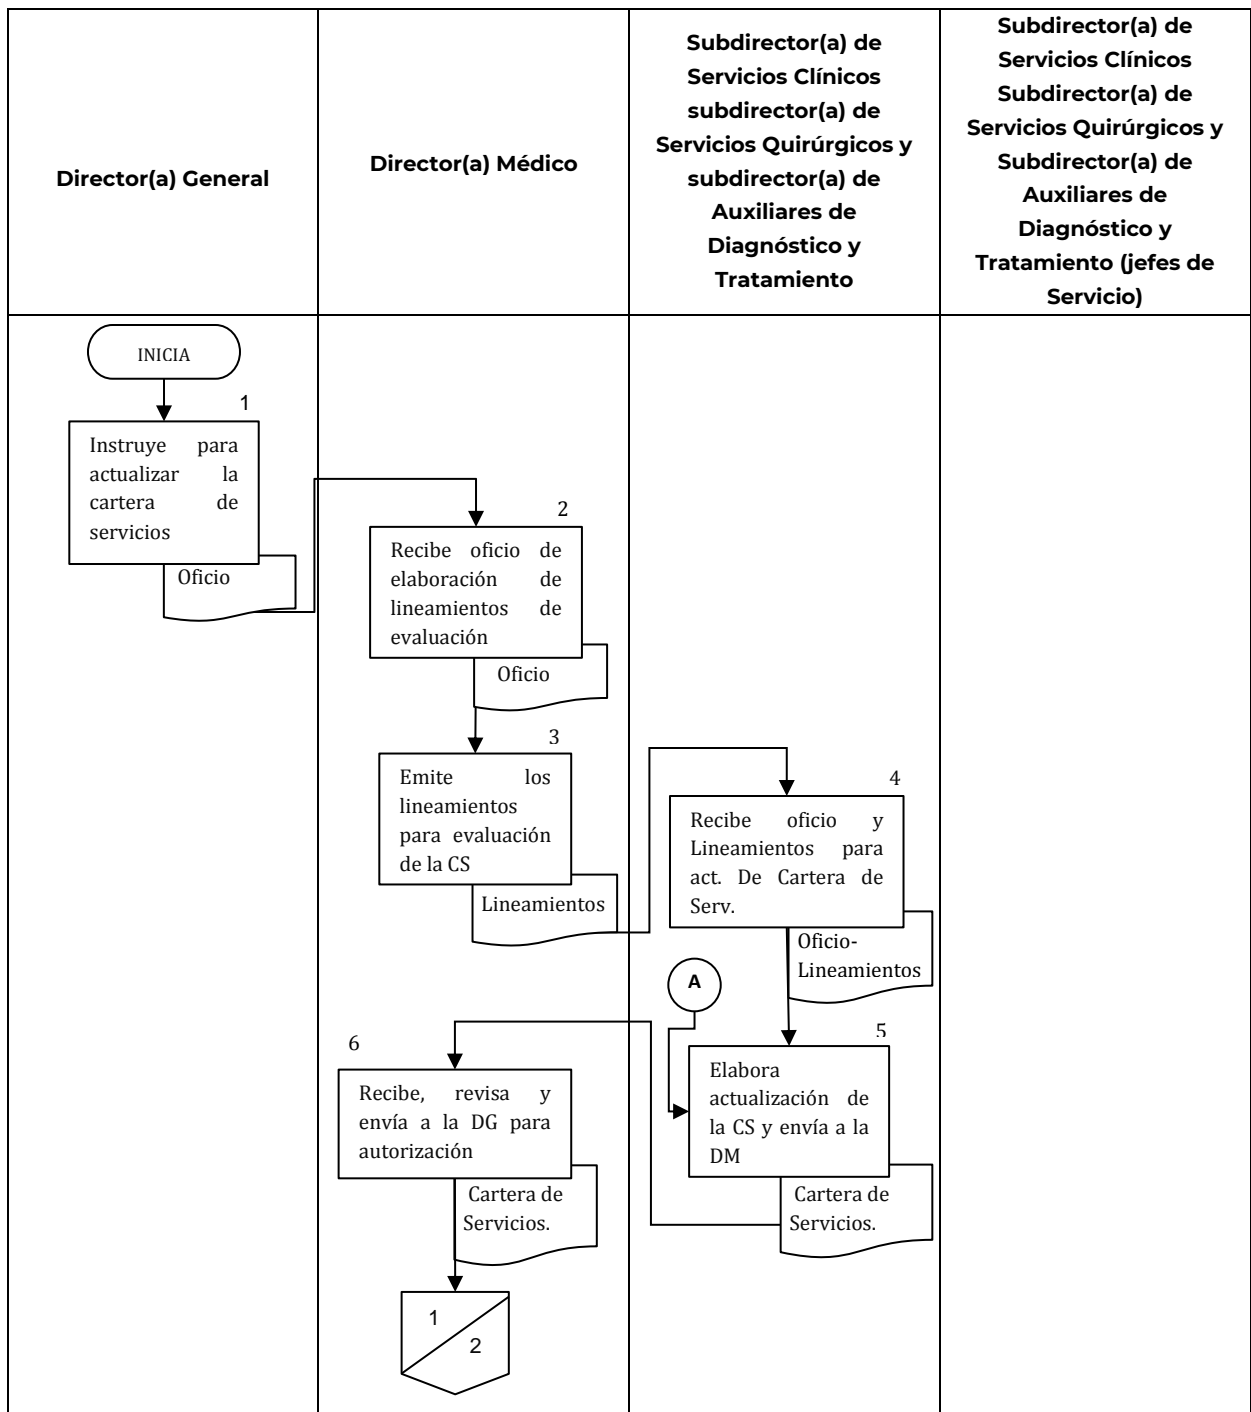 Director(a) General
Director(a) Médico
Subdirector(a) de
Servicios Clínicos
subdirector(a) de
Servicios Quirúrgicos y
subdirector(a) de
Auxiliares de
Diagnóstico y
Tratamiento
Subdirector(a) de
Servicios Clínicos
Subdirector(a) de
Servicios Quirúrgicos y
Subdirector(a) de
Auxiliares de
Diagnóstico y
Tratamiento (jefes de
Servicio)
INICIA
1
Instruye para
actualizar la
cartera de
servicios
Oficio
2
Recibe oficio de
elaboración de
lineamientos de
evaluación
Oficio
3
Emite los
lineamientos
para evaluación
de la CS
Lineamientos
4
Recibe oficio y
Lineamientos para
act. De Cartera de
Serv.
Oficio-
Lineamientos
A
5
Elabora
actualización de
la CS y envía a la
DM
Cartera de
Servicios.
6
Recibe, revisa y
envía a la DG para
autorización
Cartera de
Servicios.
1
2